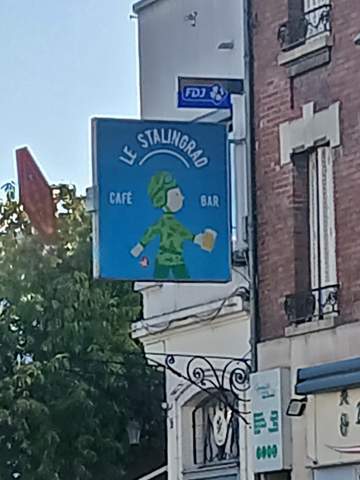 FDJ
LE STALINGRAD
CAFÉ BAR